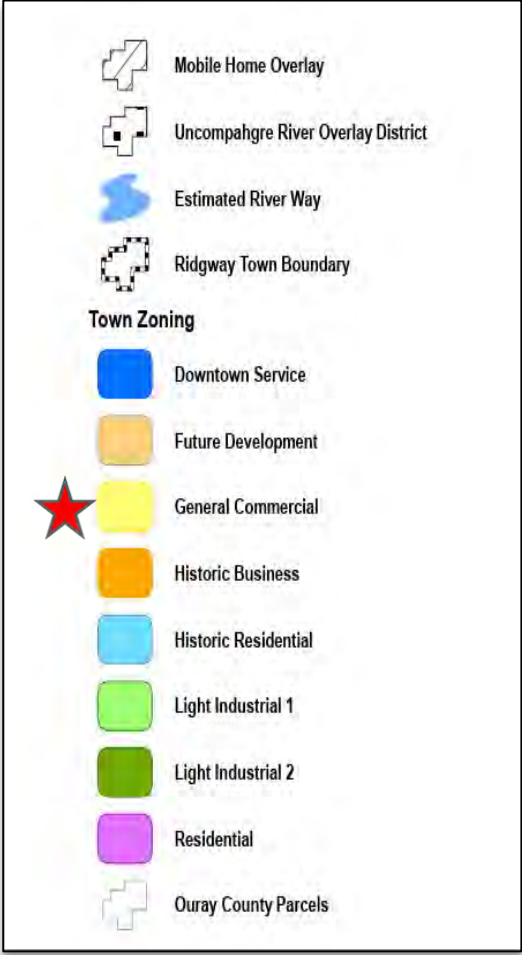 Mobile Home Overlay
Uncompahgre River Overlay District
Estimated River Way
Ridgway Town Boundary
Town Zoning
Downtown Service
Future Development
General Commercial
Historic Business
Historic Residential
Light Industrial 1
Light Industrial 2
Residential
Ouray County Parcels